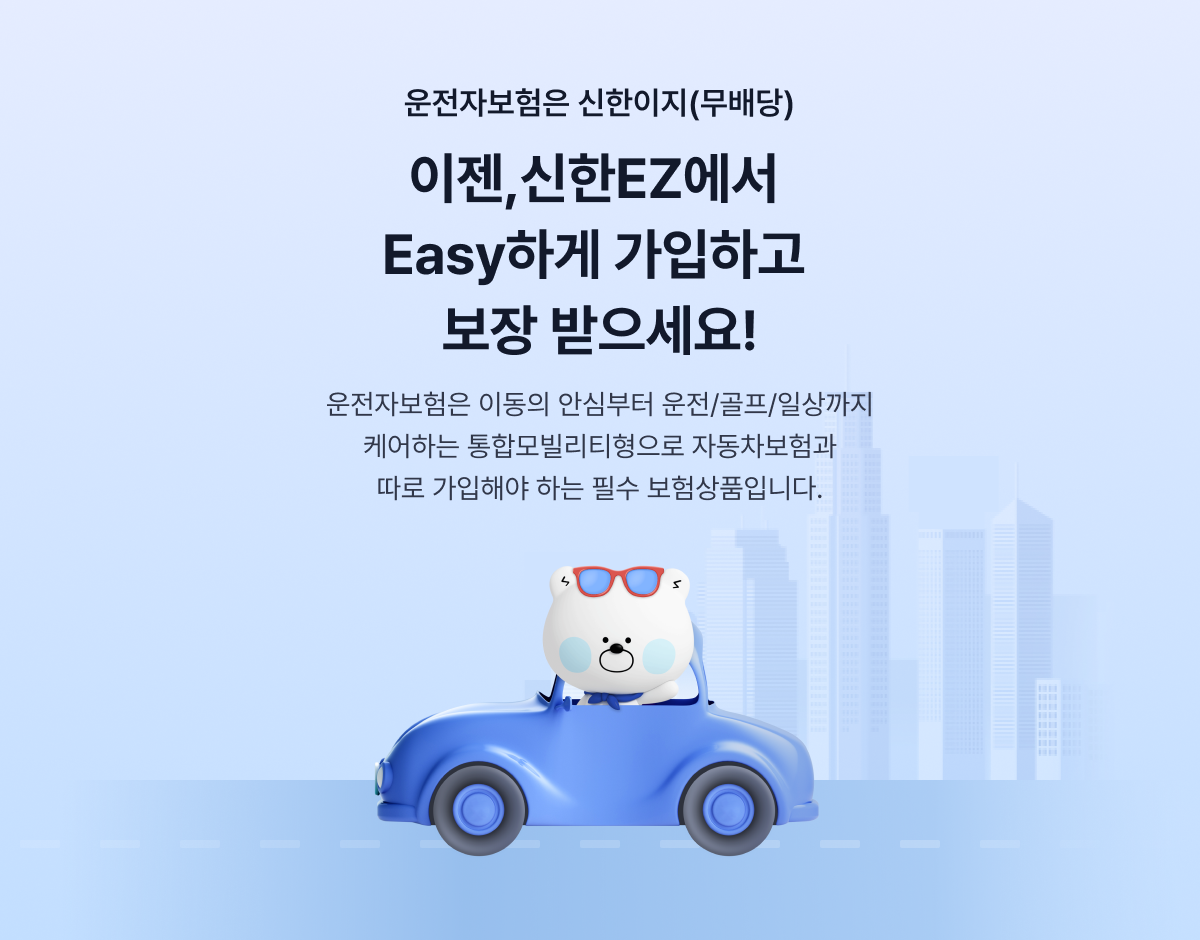 운전자보험은 신한이지(무배당)
이젠,신한EZ에서
Easy하게 가입하고
보장 받으세요!
운전자보험은 이동의 안심부터 운전/골프/일상까지
케어하는 통합모빌리티형으로 자동차보험과
따로 가입해야 하는 필수 보험상품입니다.